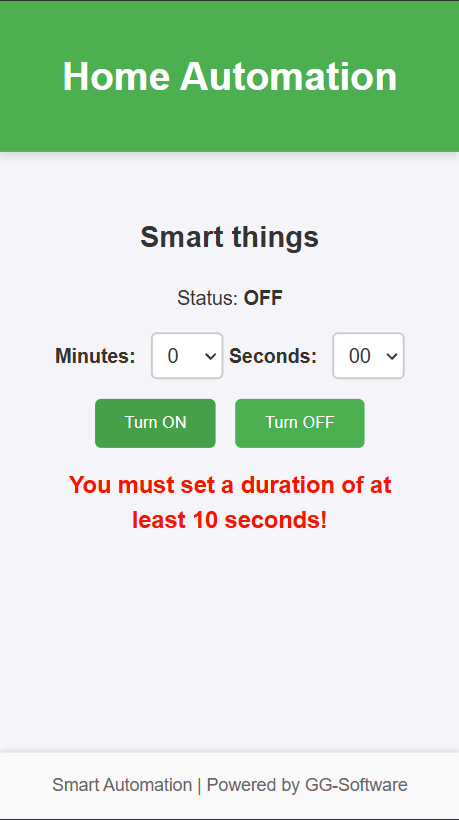 Home Automation
Smart things
Status: OFF
Minutes: 0 Seconds: 00
Turn ON Turn OFF
You must set a duration of at
least 10 seconds!
Smart Automation | Powered by GG-Software